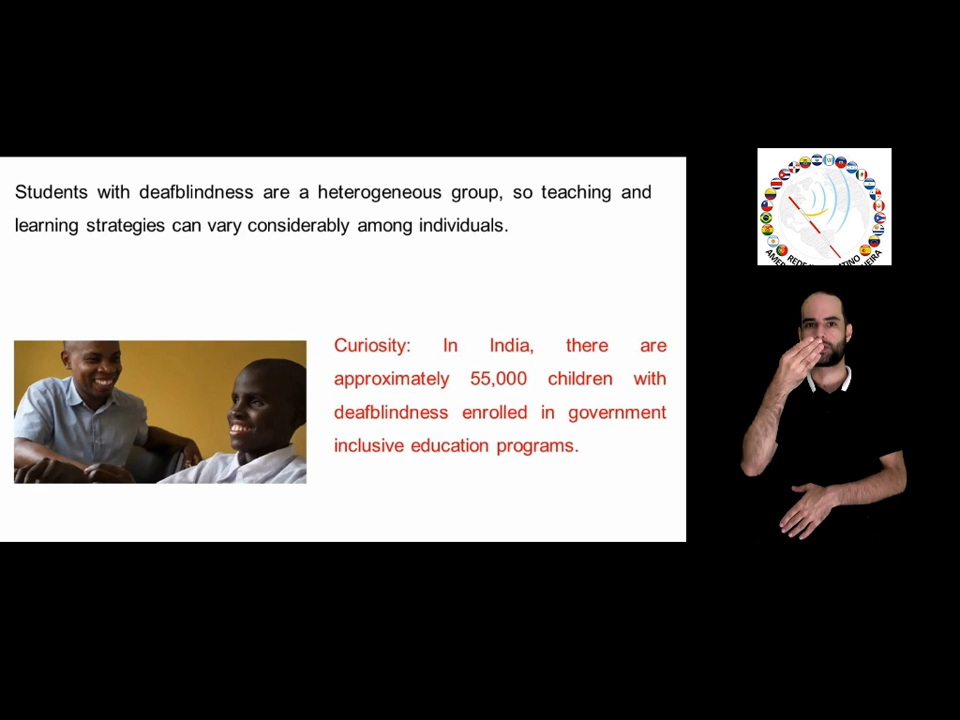 Students with deafblindness are a heterogeneous group, so teaching and
learning strategies can vary considerably among individuals.
Curiosity: In India, there are
approximately 55,000 children with
deafblindness enrolled in government
inclusive education programs.